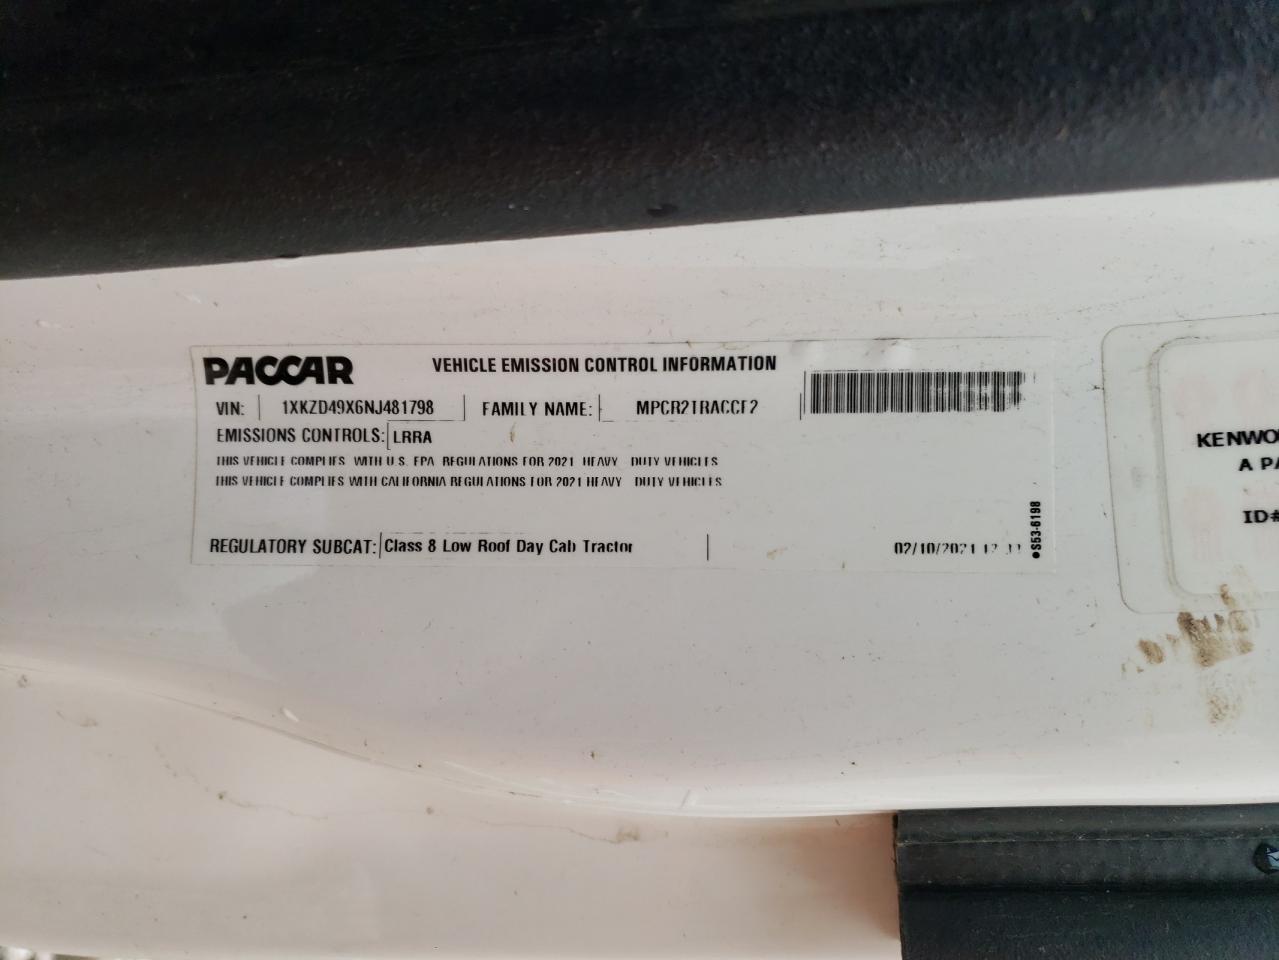 PACCAR VEHICLE EMISSION CONTROL INFORMATION
VIN: 1XKZD49X6NJ481798 FAMILY NAME: MPCR2TRACCF2
EMISSIONS CONTROLS: LRRA
THIS VEHICLE COMPLIES WITH U.S. EPA REGULATIONS FOR 2021 HEAVY DUTY VEHICLES
THIS VEHICLE COMPLIES WITH CALIFORNIA REGULATIONS FOR 2021 HEAVY DUTY VEHICLES
REGULATORY SUBCAT: Class 8 Low Roof Day Cab Tractor 02/10/2021
●S53-6198
KENWO
A PA
ID#